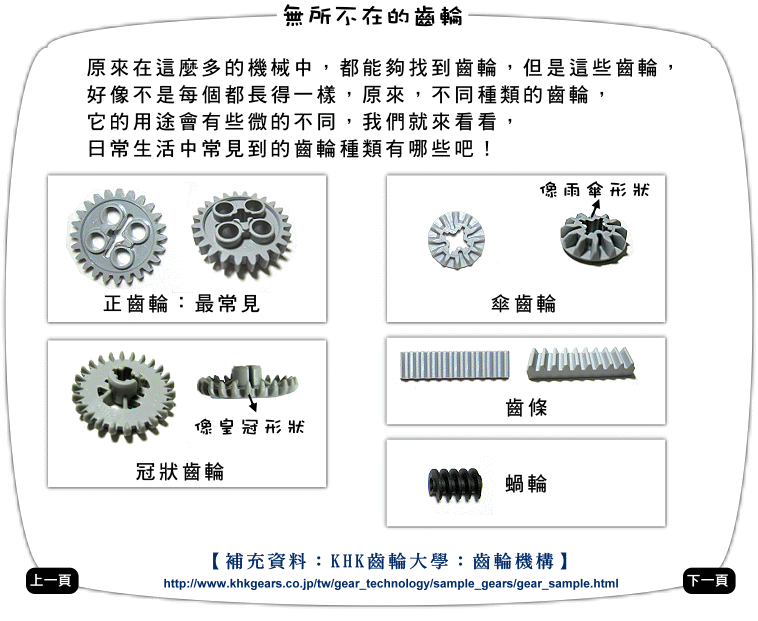 無所不在的齒輪
原來在這麼多的機械中，都能夠找到齒輪，但是這些齒輪，
好像不是每個都長得一樣，原來，不同種類的齒輪，
它的用途會有些微的不同，我們就來看看，
日常生活中常見到的齒輪種類有哪些吧！
正齒輪：最常見
像雨傘形狀
傘齒輪
像皇冠形狀
冠狀齒輪
齒條
蝸輪
【補充資料：KHK齒輪大學：齒輪機構】
http://www.khkgears.co.jp/tw/gear_technology/sample_gears/gear_sample.html
上一頁
下一頁